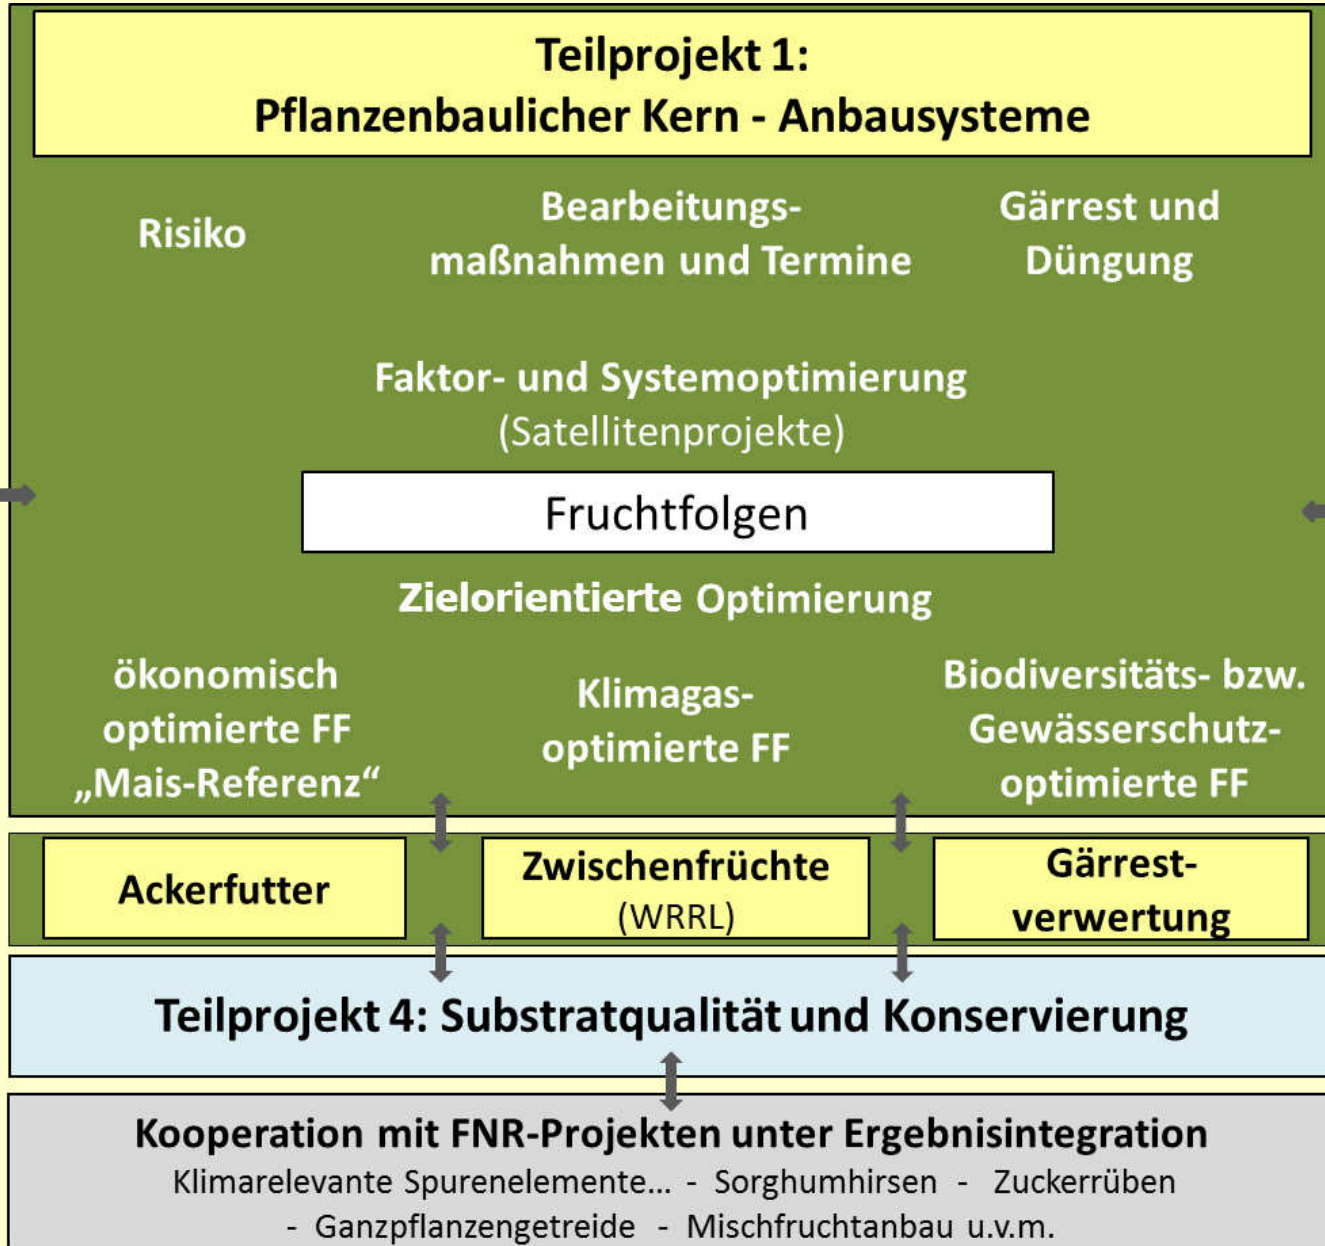 Teilprojekt 1:
Pflanzenbaulicher Kern - Anbausysteme
Risiko
Bearbeitungs-
maßnahmen und Termine
Gärrest und
Düngung
Faktor- und Systemoptimierung
(Satellitenprojekte)
Fruchtfolgen
Zielorientierte Optimierung
ökonomisch
optimierte FF
„Mais-Referenz“
Klimagas-
optimierte FF
Biodiversitäts- bzw.
Gewässerschutz-
optimierte FF
Ackerfutter
Zwischenfrüchte
(WRRL)
Gärrest-
verwertung
Teilprojekt 4: Substratqualität und Konservierung
Kooperation mit FNR-Projekten unter Ergebnisintegration
Klimarelevante Spurenelemente... - Sorghumhirsen - Zuckerrüben
- Ganzpflanzengetreide - Mischfruchtanbau u.v.m.